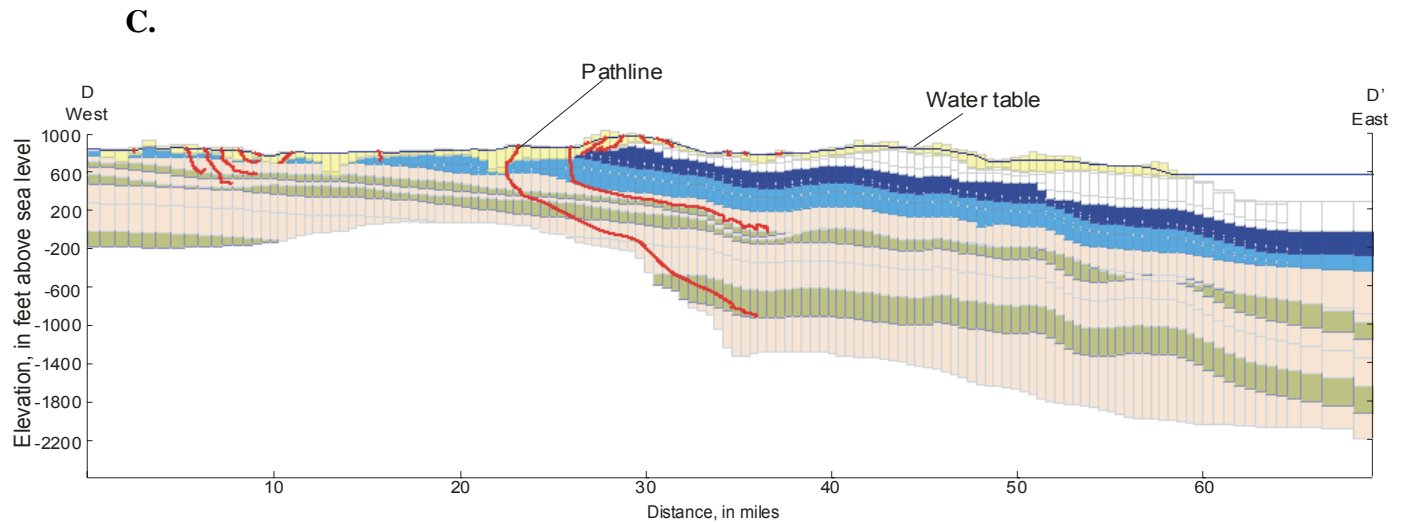 C.
Pathline
Water table
D
West
D'
East
Elevation, in feet above sea level
1000
600
200
-200
-600
-1000
-1400
-1800
-2200
10
20
30
40
50
60
Distance, in miles